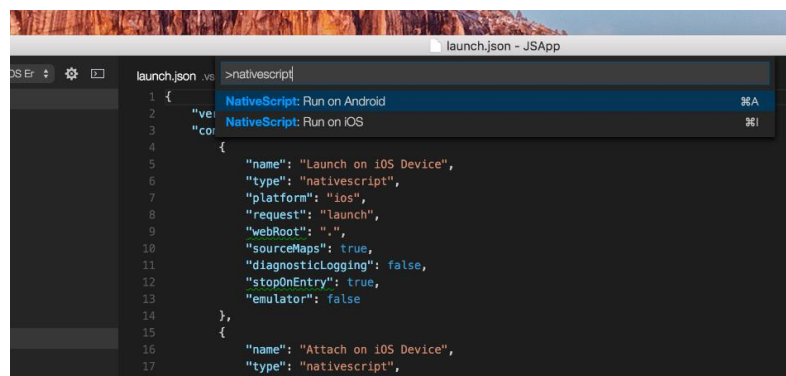 launch.json - JSApp
launch.json .vs
>nativescript
NativeScript: Run on Android ⌘A
NativeScript: Run on iOS ⌘I
1 {
2 "ve
3 "co
4 {
5 "name": "Launch on iOS Device",
6 "type": "nativescript",
7 "platform": "ios",
8 "request": "launch",
9 "webRoot": ".",
10 "sourceMaps": true,
11 "diagnosticLogging": false,
12 "stopOnEntry": true,
13 "emulator": false
14 },
15 {
16 "name": "Attach on iOS Device",
17 "type": "nativescript",